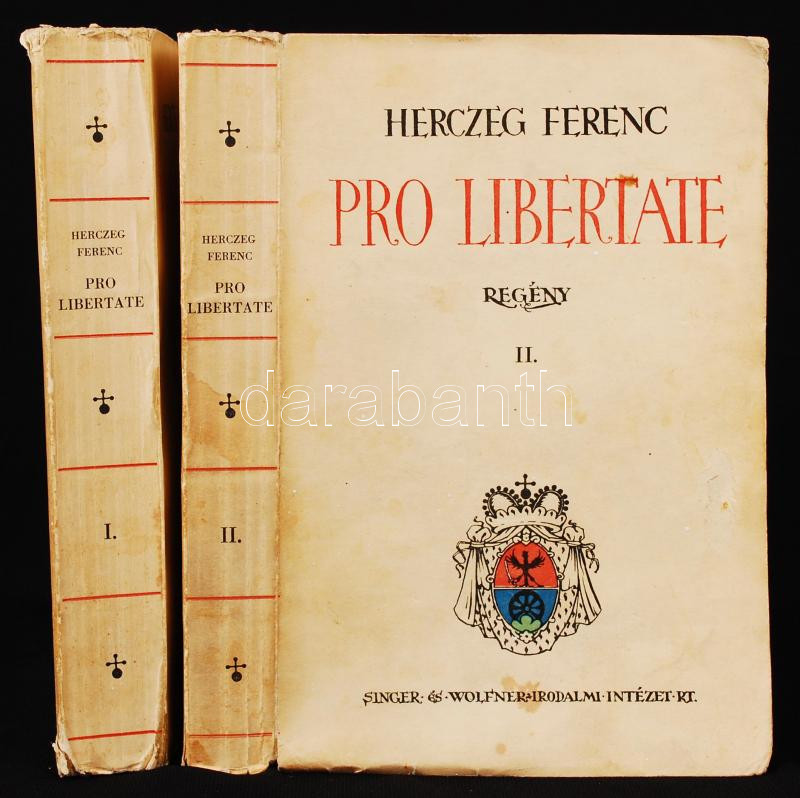 HERCZEG
FERENC
PRO
LIBERTATE
I.
HERCZEG
FERENC
PRO
LIBERTATE
II.
HERCZEG FERENC
PRO LIBERTATE
REGÉNY
II.
SINGER·ÉS·WOLFNER·IRODALMI·INTÉZET·RT.
darabanth